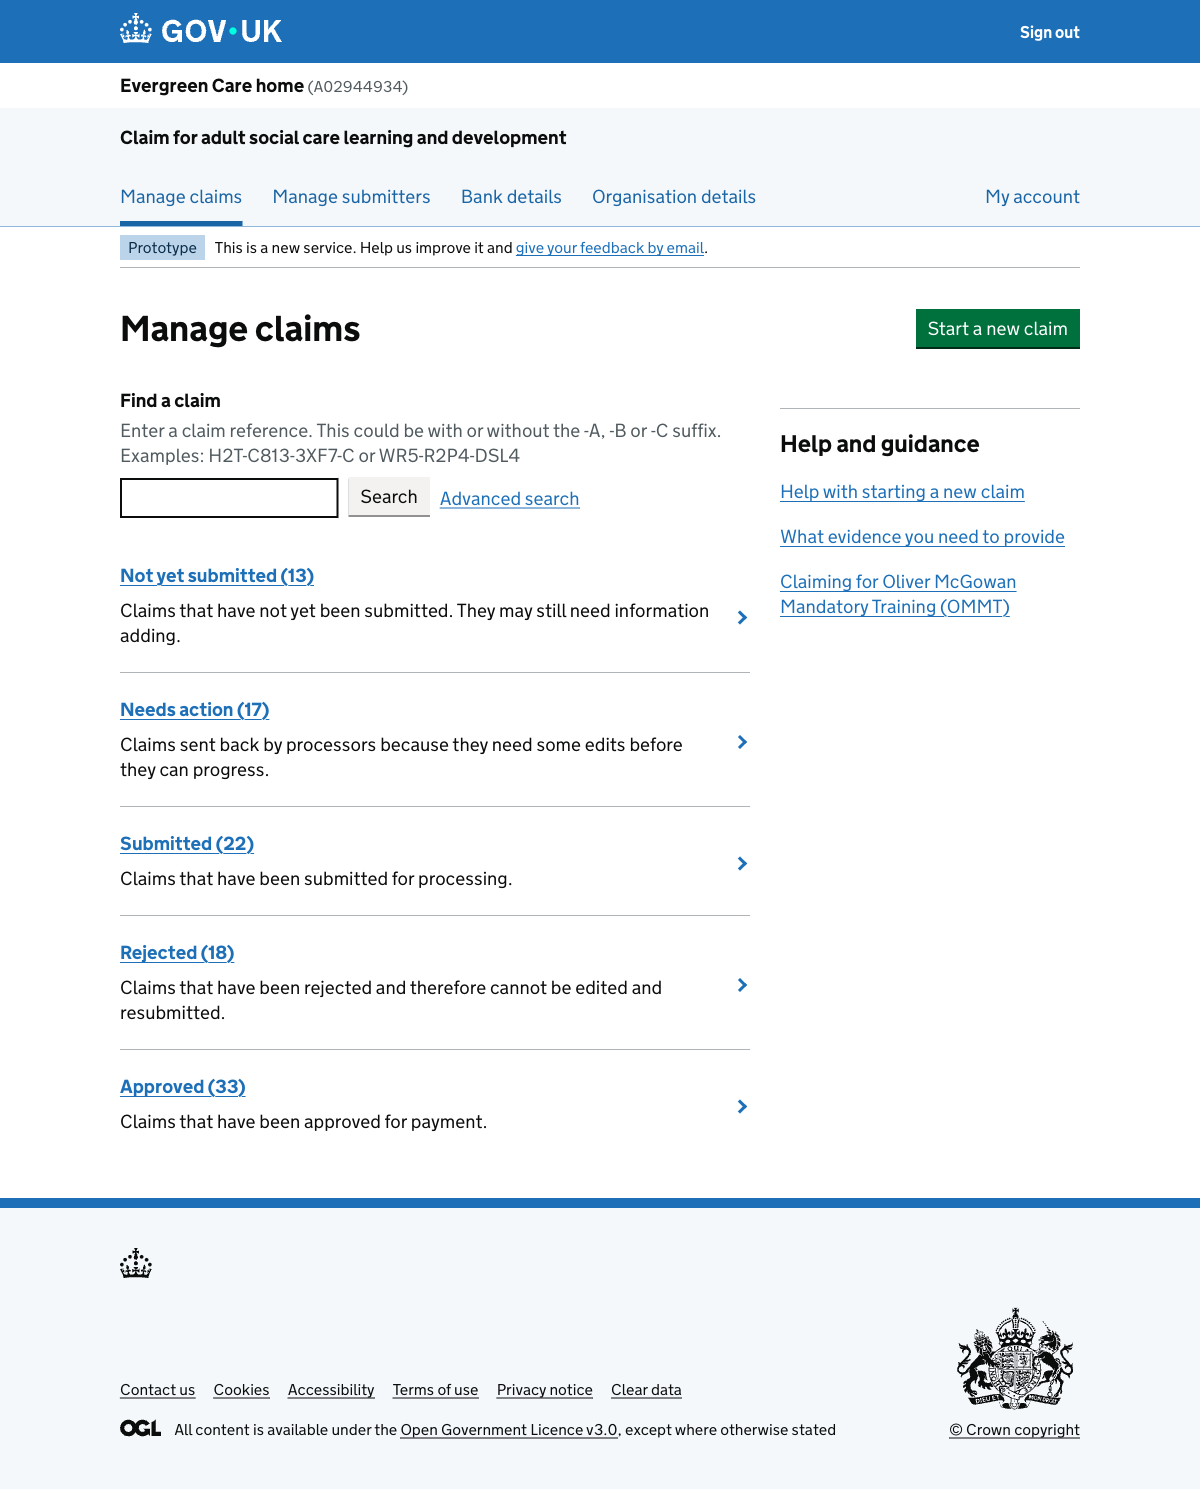 GOV·UK
Sign out
Evergreen Care home (A02944934)
Claim for adult social care learning and development
Manage claims
Manage submitters
Bank details
Organisation details
My account
Prototype
This is a new service. Help us improve it and give your feedback by email.
Manage claims
Start a new claim
Find a claim
Enter a claim reference. This could be with or without the -A, -B or -C suffix.
Examples: H2T-C813-3XF7-C or WR5-R2P4-DSL4
Search
Advanced search
Not yet submitted (13)
Claims that have not yet been submitted. They may still need information
adding.
Needs action (17)
Claims sent back by processors because they need some edits before
they can progress.
Submitted (22)
Claims that have been submitted for processing.
Rejected (18)
Claims that have been rejected and therefore cannot be edited and
resubmitted.
Approved (33)
Claims that have been approved for payment.
Help and guidance
Help with starting a new claim
What evidence you need to provide
Claiming for Oliver McGowan
Mandatory Training (OMMT)
Contact us
Cookies
Accessibility
Terms of use
Privacy notice
Clear data
OGL
All content is available under the Open Government Licence v3.0, except where otherwise stated
© Crown copyright